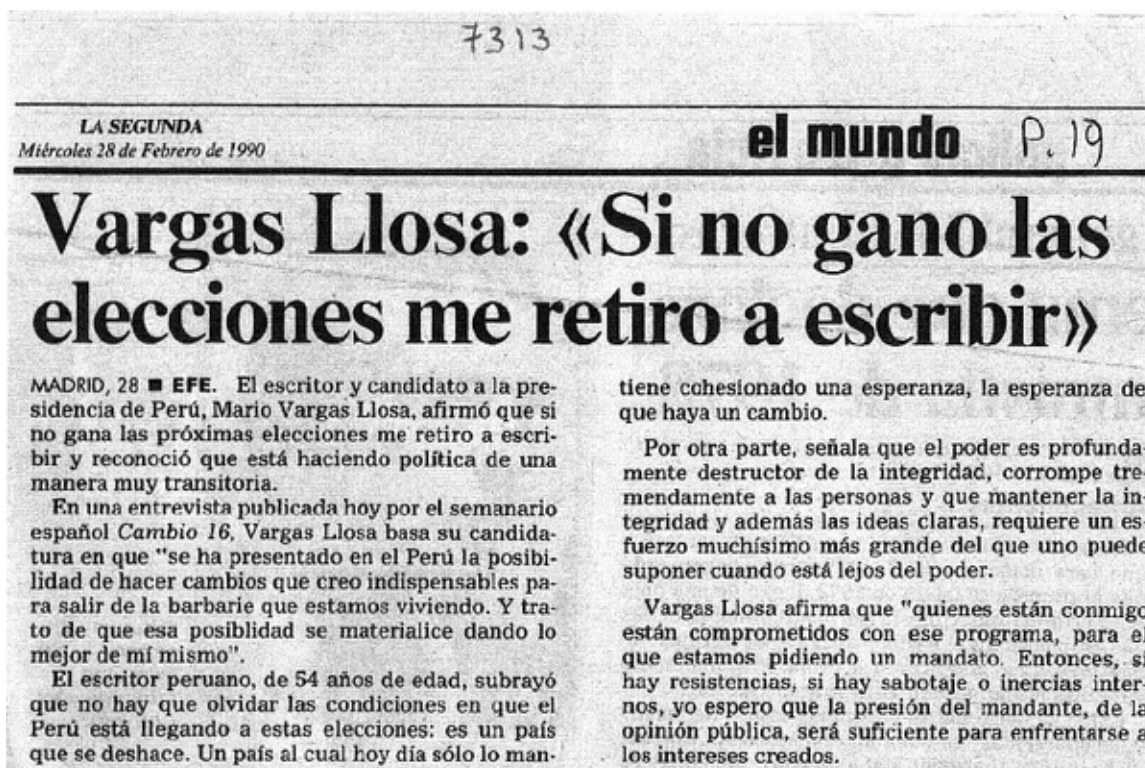 7313
LA SEGUNDA
Miércoles 28 de Febrero de 1990
el mundo
P. 19
Vargas Llosa: «Si no gano las
elecciones me retiro a escribir»
MADRID, 28 ■ EFE. El escritor y candidato a la pre-
sidencia de Perú, Mario Vargas Llosa, afirmó que si
no gana las próximas elecciones me retiro a escri-
bir y reconoció que está haciendo política de una
manera muy transitoria.
En una entrevista publicada hoy por el semanario
español Cambio 16, Vargas Llosa basa su candida-
tura en que "se ha presentado en el Perú la posibi-
lidad de hacer cambios que creo indispensables pa-
ra salir de la barbarie que estamos viviendo. Y tra-
to de que esa posiblidad se materialice dando lo
mejor de mí mismo".
El escritor peruano, de 54 años de edad, subrayó
que no hay que olvidar las condiciones en que el
Perú está llegando a estas elecciones: es un país
que se deshace. Un país al cual hoy día sólo lo man-
tiene cohesionado una esperanza, la esperanza de
que haya un cambio.
Por otra parte, señala que el poder es profunda-
mente destructor de la integridad, corrompe tre-
mendamente a las personas y que mantener la in-
tegridad y además las ideas claras, requiere un es-
fuerzo muchísimo más grande del que uno puede
suponer cuando está lejos del poder.
Vargas Llosa afirma que "quienes están conmigo
están comprometidos con ese programa, para el
que estamos pidiendo un mandato. Entonces, si
hay resistencias, si hay sabotaje o inercias inter-
nos, yo espero que la presión del mandante, de la
opinión pública, será suficiente para enfrentarse a
los intereses creados.